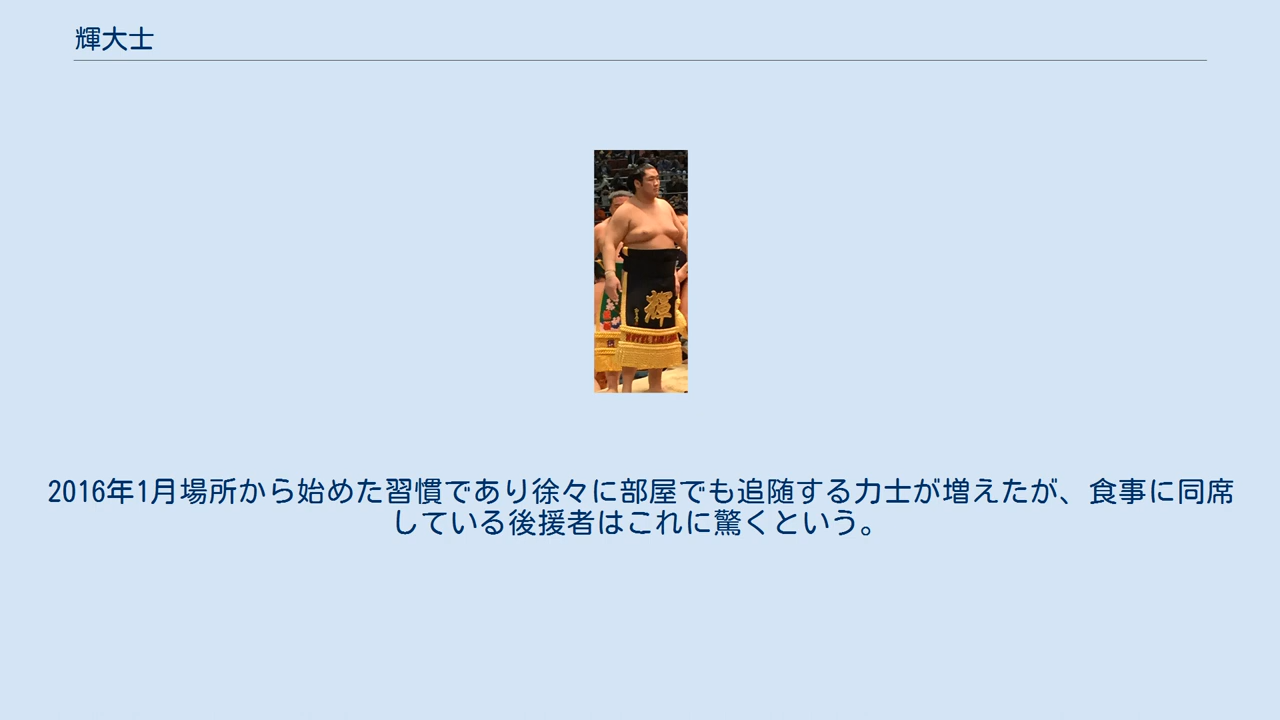 輝大士
輝
2016年1月場所から始めた習慣であり徐々に部屋でも追随する力士が増えたが、食事に同席
している後援者はこれに驚くという。